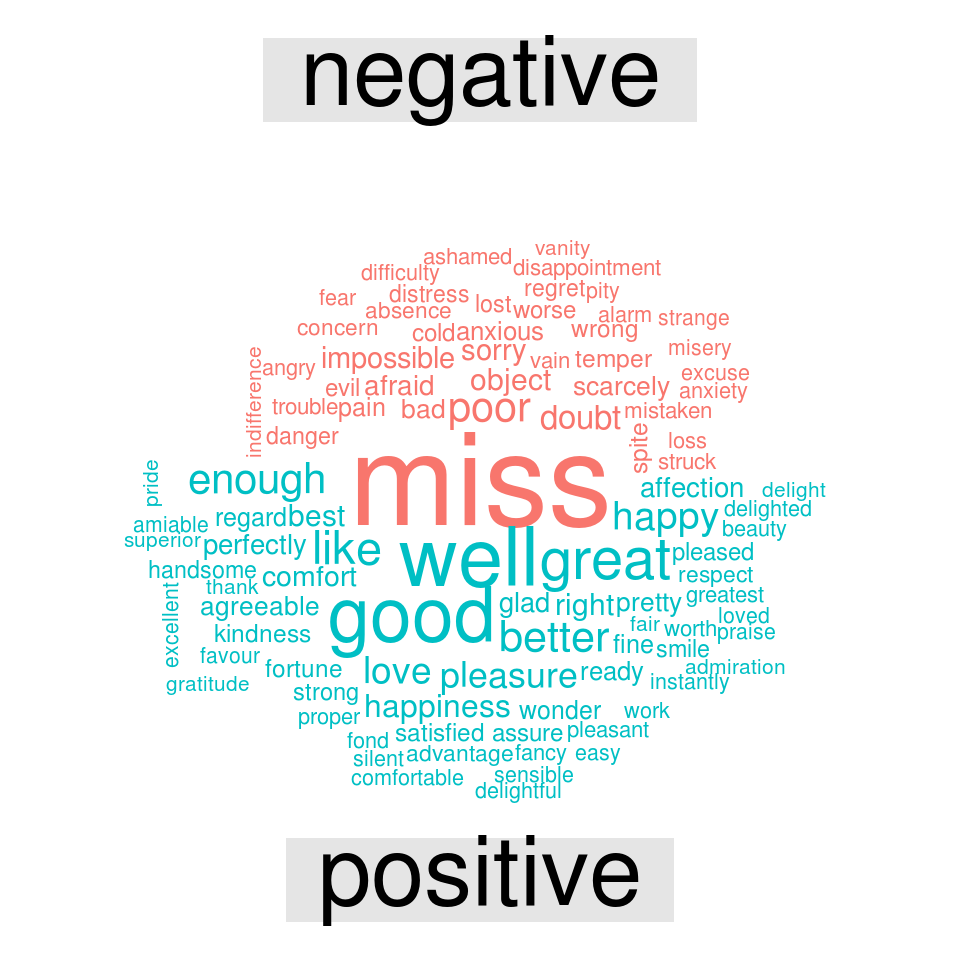 negative
vanity
ashamed
difficulty disappointment
fear distress regret pity
absence lost worse
concern cold anxious wrong alarm strange
impossible sorry vain temper misery
indifference angry evil afraid object scarcely excuse anxiety
trouble pain bad poor doubt mistaken
danger spite loss
miss struck
pride enough affection delight
amiable regard best happy delighted
superior perfectly like well great beauty
handsome comfort pleased
thank respect
excellent agreeable good glad right pretty greatest
kindness better fair worth loved praise
favour fine smile
gratitude fortune love pleasure ready admiration
strong instantly
proper happiness wonder work
fond satisfied assure pleasant
silent advantage fancy easy
comfortable sensible
delightful
positive